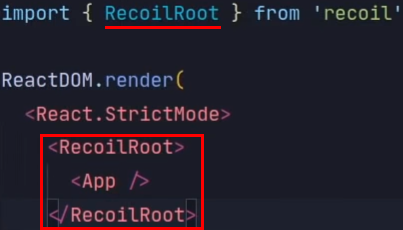 import { RecoilRoot } from 'recoil'
ReactDOM.render(
<React.StrictMode>
<RecoilRoot>
<App />
</RecoilRoot>